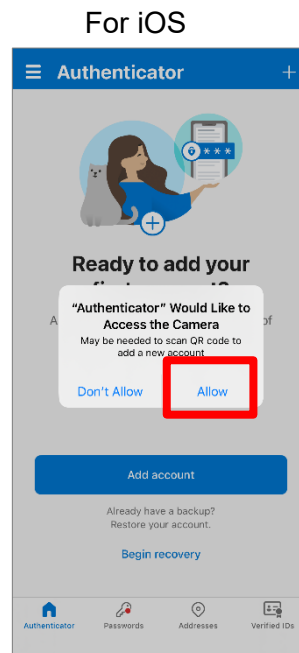 For iOS
Authenticator
Ready to add your
“Authenticator” Would Like to
Access the Camera
May be needed to scan QR code to
add a new account
Don't Allow Allow
Add account
Already have a backup?
Restore your account.
Begin recovery
Authenticator Passwords Addresses Verified IDs